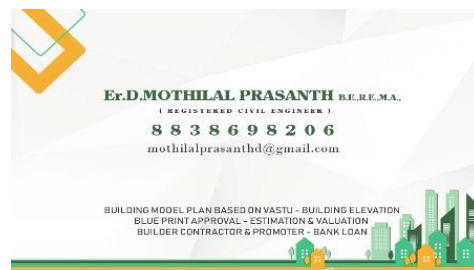 Er.D.MOTHILAL PRASANTH B.E.,R.E.,M.A.,
( REGISTERED CIVIL ENGINEER )
8838698206
mothilalprasanthd@gmail.com
BUILDING MODEL PLAN BASED ON VASTU - BUILDING ELEVATION
BLUE PRINT APPROVAL - ESTIMATION & VALUATION
BUILDER CONTRACTOR & PROMOTER - BANK LOAN